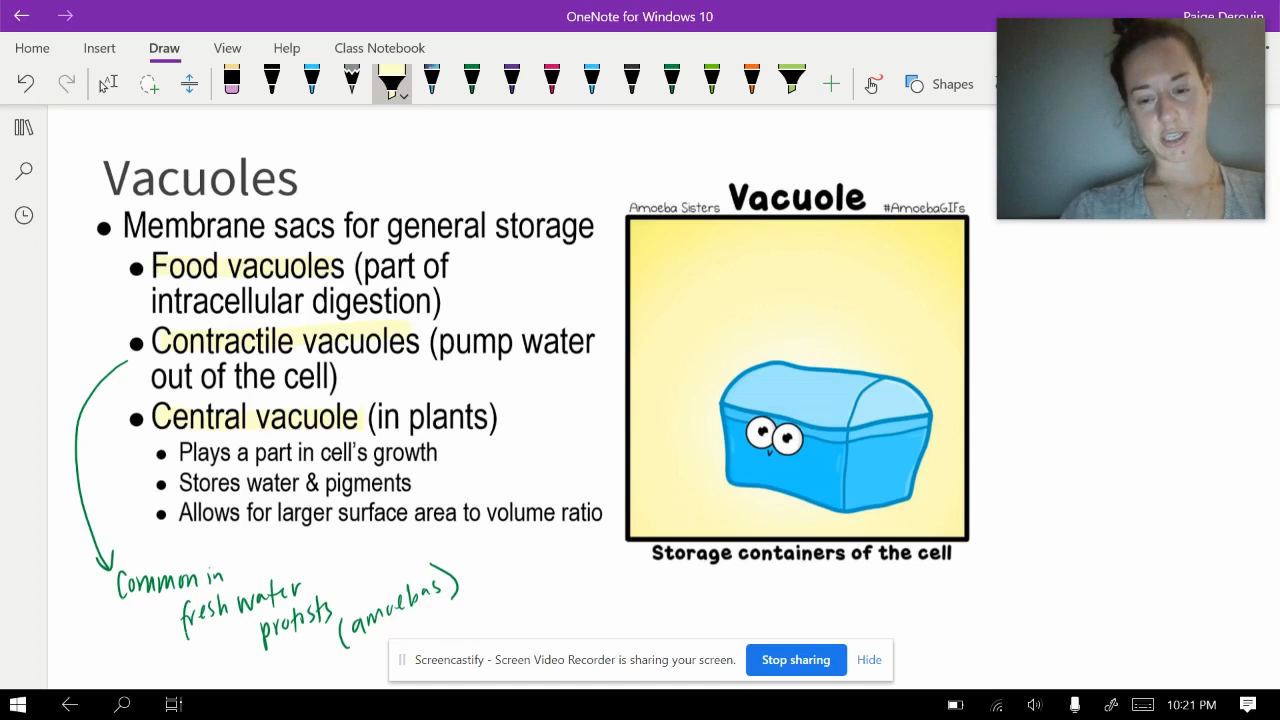 OneNote for Windows 10
Paige Derouin
Home Insert Draw View Help Class Notebook
Shapes
Vacuoles
• Membrane sacs for general storage
• Food vacuoles (part of
intracellular digestion)
• Contractile vacuoles (pump water
out of the cell)
• Central vacuole (in plants)
• Plays a part in cell's growth
• Stores water & pigments
• Allows for larger surface area to volume ratio
Common in
fresh water
protists (amoebas)
Amoeba Sisters Vacuole #AmoebaGIFs
Storage containers of the cell
Screencastify - Screen Video Recorder is sharing your screen. Stop sharing Hide
10:21 PM